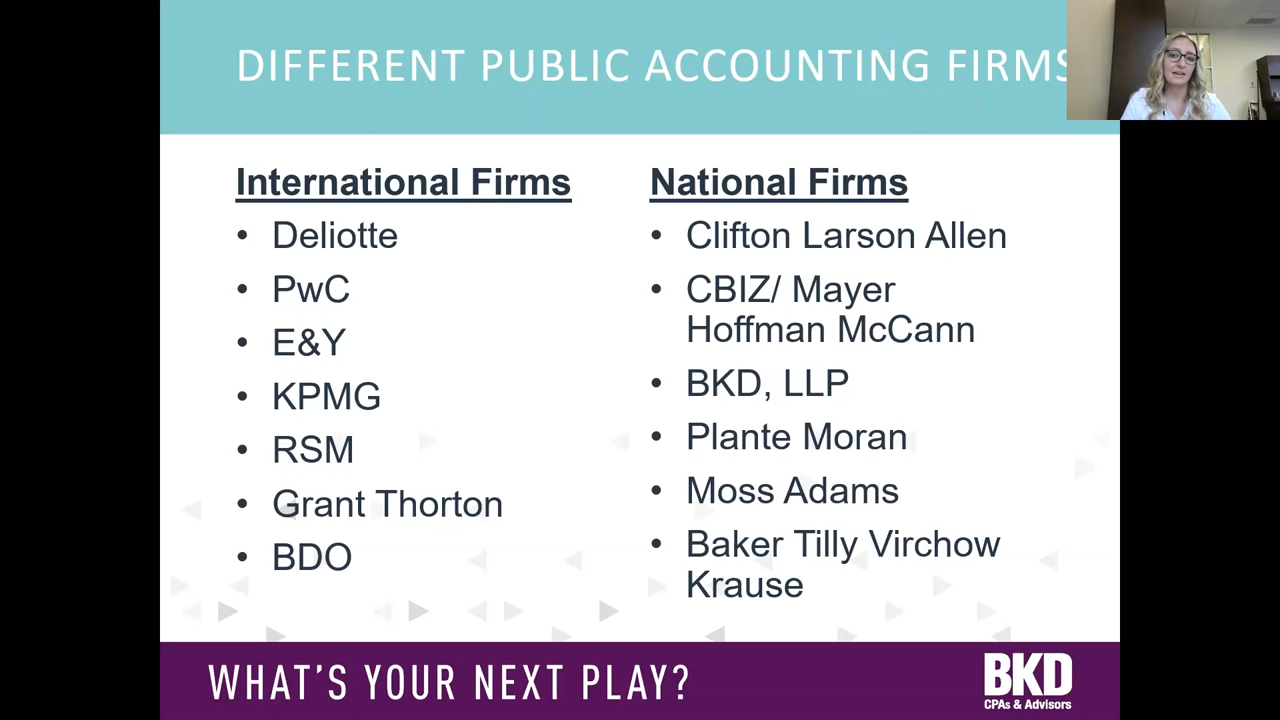 DIFFERENT PUBLIC ACCOUNTING FIRMS
International Firms
• Deliotte
• PwC
• E&Y
• KPMG
• RSM
• Grant Thorton
• BDO
National Firms
• Clifton Larson Allen
• CBIZ/ Mayer
Hoffman McCann
• BKD, LLP
• Plante Moran
• Moss Adams
• Baker Tilly Virchow
Krause
WHAT'S YOUR NEXT PLAY?
BKD
CPAs & Advisors